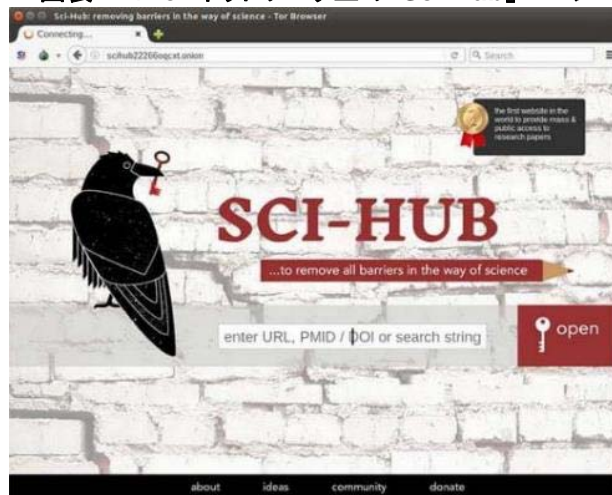 Sci-Hub: removing barriers in the way of science - Tor Browser
Connecting...
scihub22266oqcxt.onion
Search
the first website in the
world to provide mass &
public access to
research papers
SCI-HUB
...to remove all barriers in the way of science
enter URL, PMID / DOI or search string
open
about ideas community donate